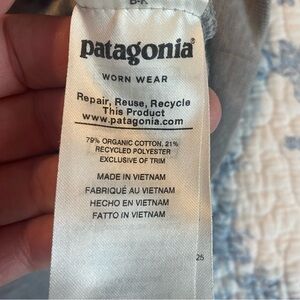 patagonia®
WORN WEAR
Repair, Reuse, Recycle
This Product
www.patagonia.com
79% ORGANIC COTTON, 21%
RECYCLED POLYESTER
EXCLUSIVE OF TRIM
MADE IN VIETNAM
FABRIQUÉ AU VIETNAM
HECHO EN VIETNAM
FATTO IN VIETNAM
25